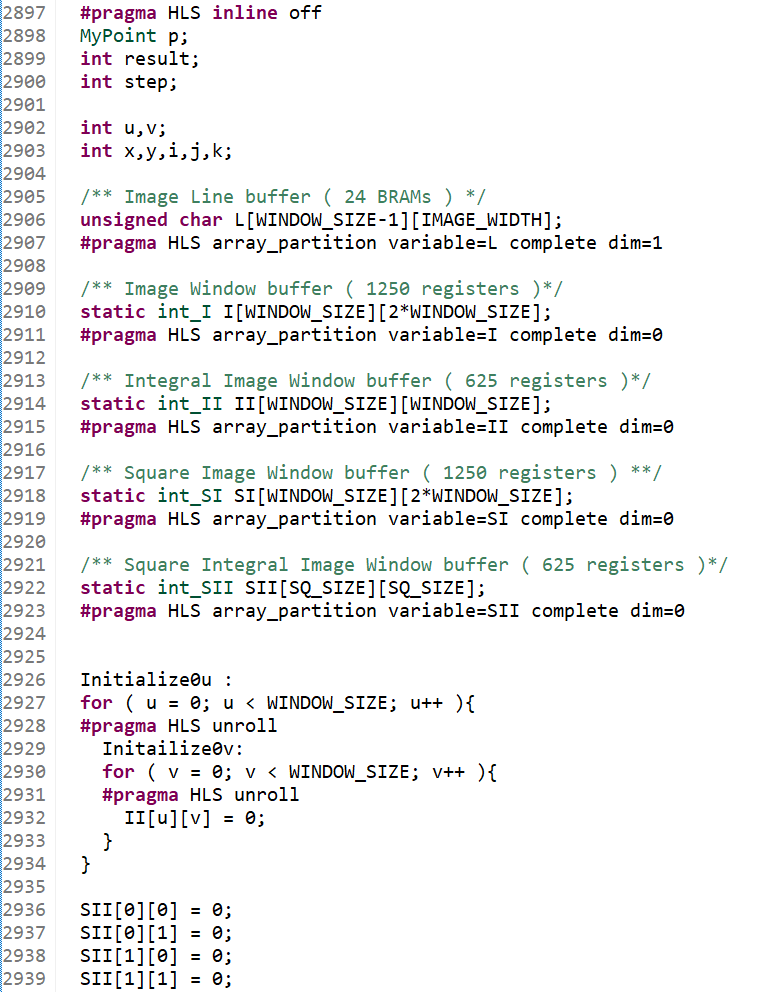 2897 #pragma HLS inline off
2898 MyPoint p;
2899 int result;
2900 int step;
2901
2902 int u,v;
2903 int x,y,i,j,k;
2904
2905 /** Image Line buffer ( 24 BRAMs ) */
2906 unsigned char L[WINDOW_SIZE-1][IMAGE_WIDTH];
2907 #pragma HLS array_partition variable=L complete dim=1
2908
2909 /** Image Window buffer ( 1250 registers )*/
2910 static int_I I[WINDOW_SIZE][2*WINDOW_SIZE];
2911 #pragma HLS array_partition variable=I complete dim=0
2912
2913 /** Integral Image Window buffer ( 625 registers )*/
2914 static int_II II[WINDOW_SIZE][WINDOW_SIZE];
2915 #pragma HLS array_partition variable=II complete dim=0
2916
2917 /** Square Image Window buffer ( 1250 registers ) **/
2918 static int_SI SI[WINDOW_SIZE][2*WINDOW_SIZE];
2919 #pragma HLS array_partition variable=SI complete dim=0
2920
2921 /** Square Integral Image Window buffer ( 625 registers )*/
2922 static int_SII SII[SQ_SIZE][SQ_SIZE];
2923 #pragma HLS array_partition variable=SII complete dim=0
2924
2925
2926 Initialize0u :
2927 for ( u = 0; u < WINDOW_SIZE; u++ ){
2928 #pragma HLS unroll
2929 Initailize0v:
2930 for ( v = 0; v < WINDOW_SIZE; v++ ){
2931 #pragma HLS unroll
2932 II[u][v] = 0;
2933 }
2934 }
2935
2936 SII[0][0] = 0;
2937 SII[0][1] = 0;
2938 SII[1][0] = 0;
2939 SII[1][1] = 0;